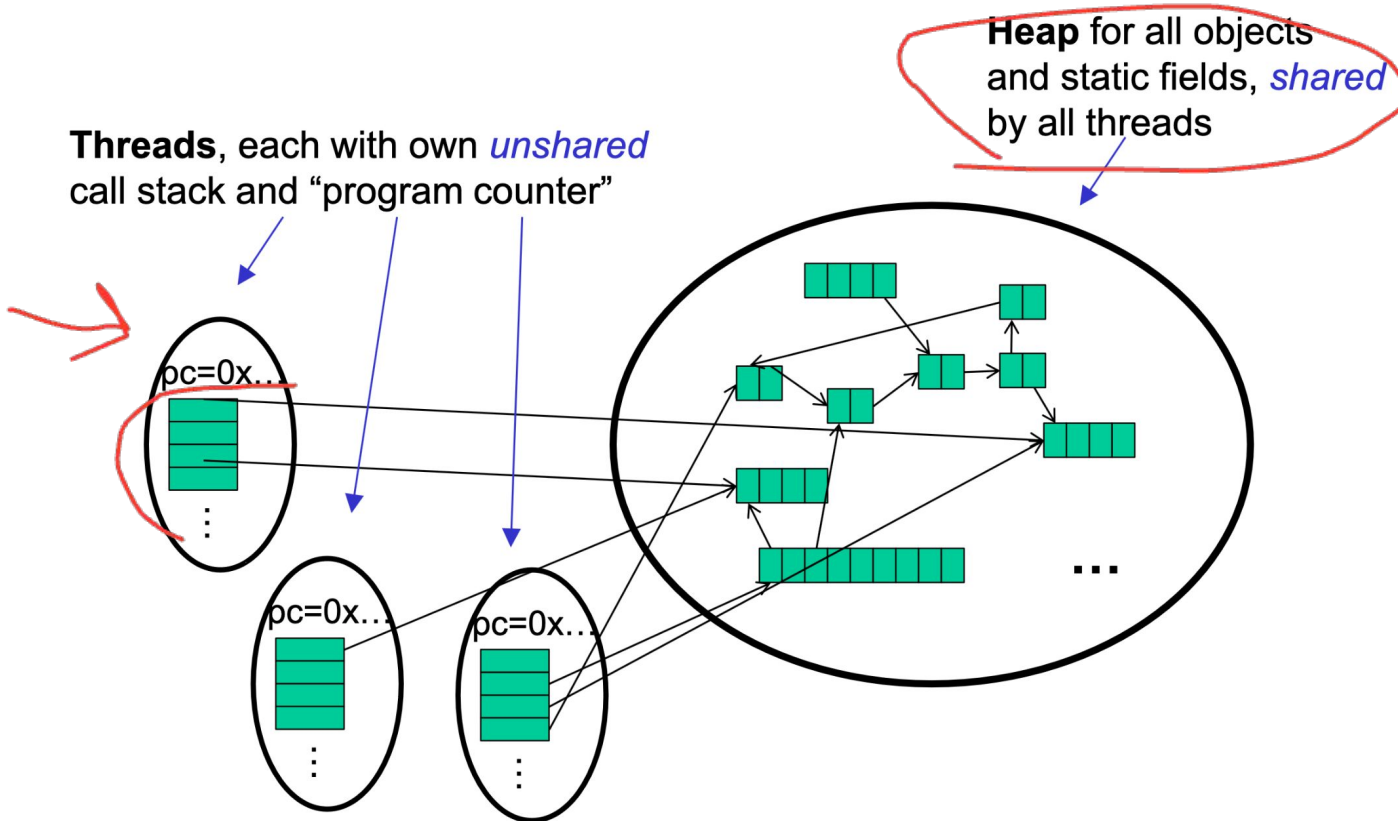 Heap for all objects
and static fields, shared
by all threads
Threads, each with own unshared
call stack and “program counter”
pc=0x…
pc=0x…
pc=0x…
…